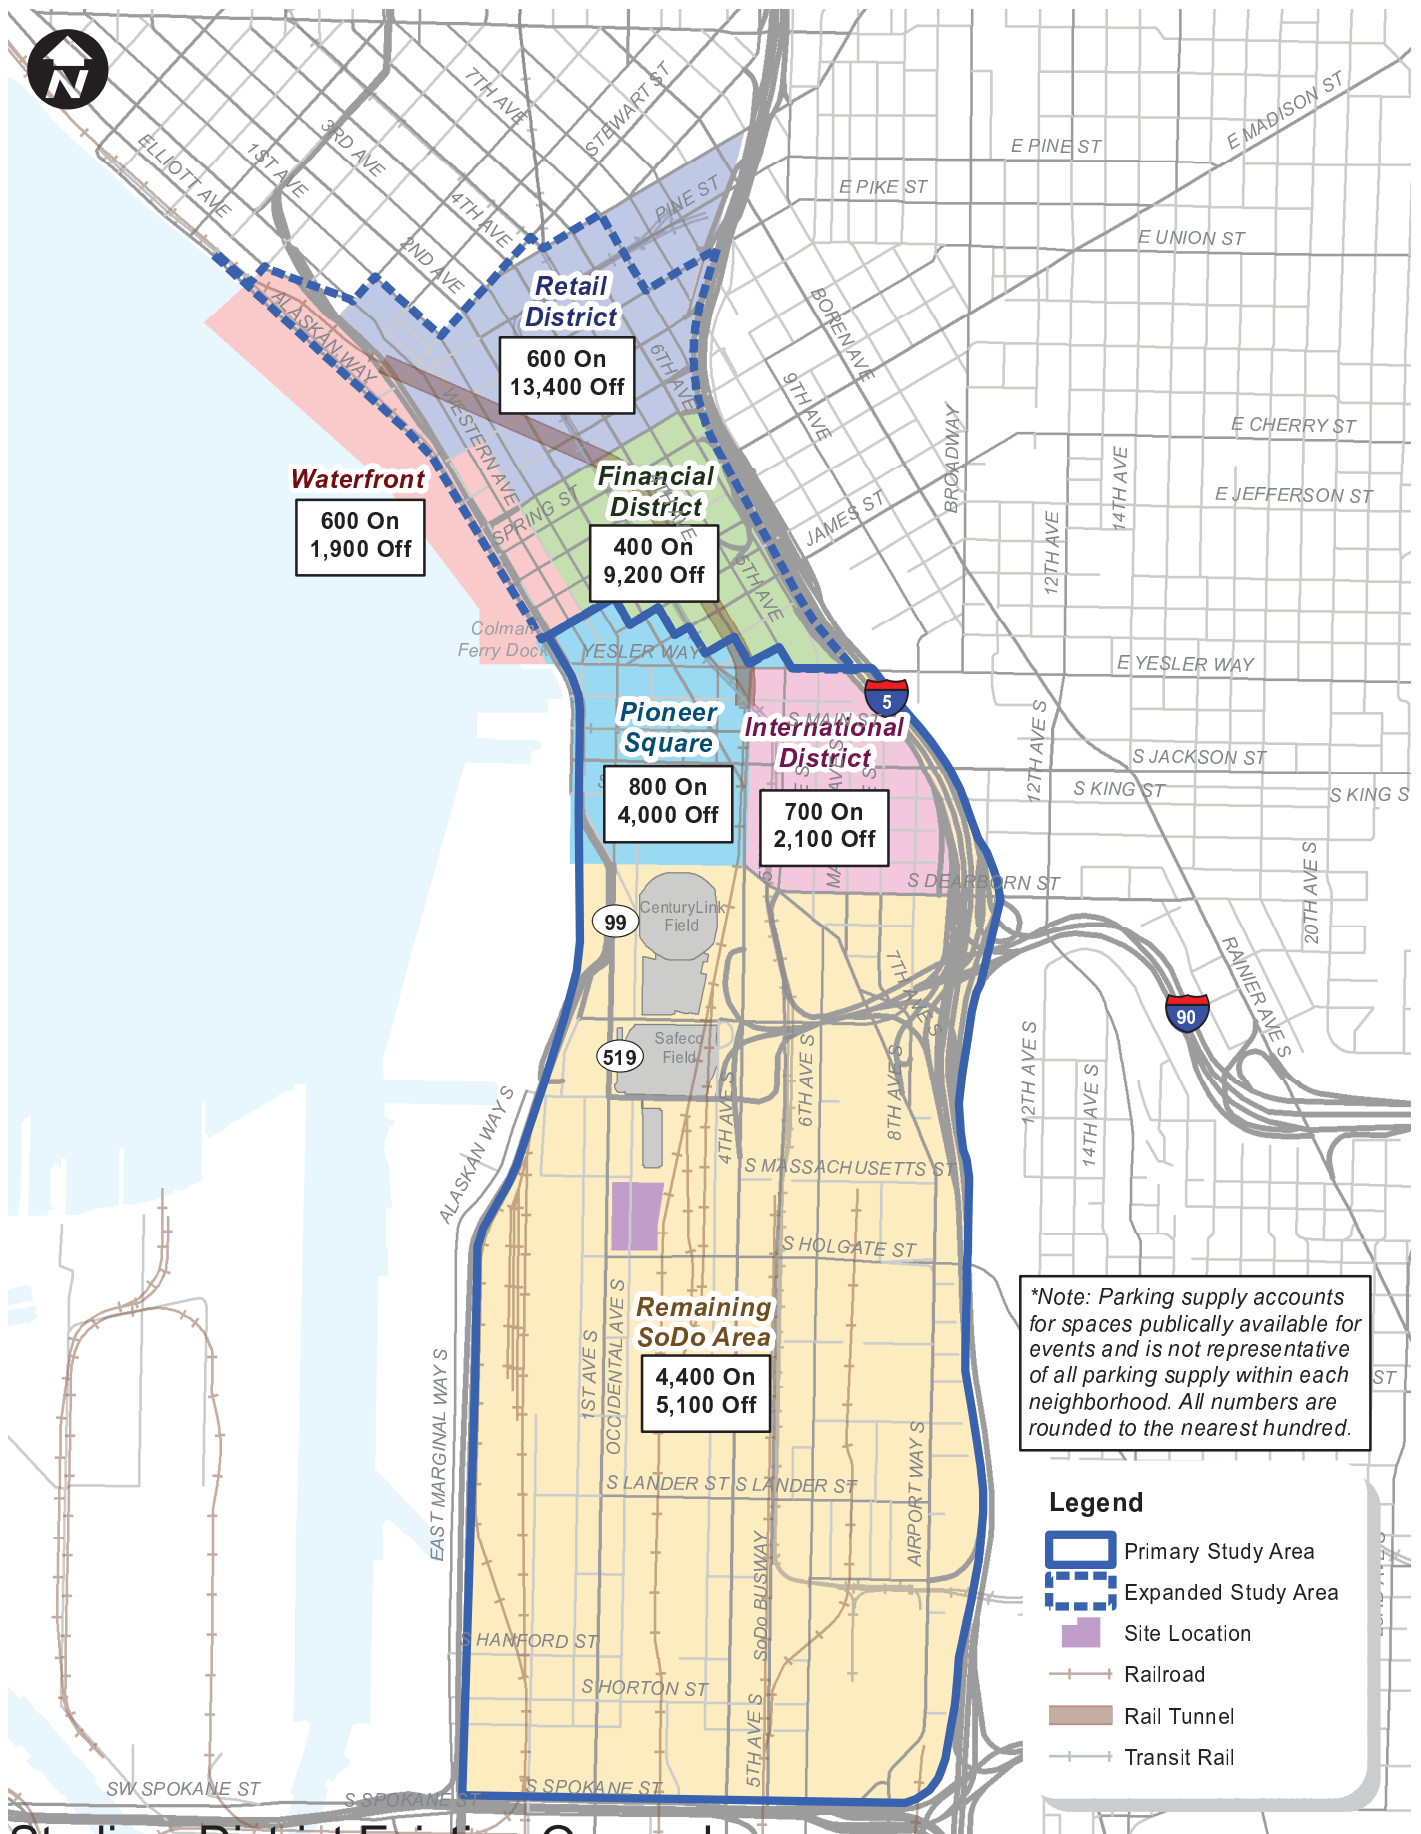 N
7TH AVE
STEWART ST
3RD AVE
ELLIOTT AVE
1ST AVE
4TH AVE
2ND AVE
PINE ST
E MADISON ST
E PINE ST
E PIKE ST
E UNION ST
Retail
District
600 On
13,400 Off
ALASKAN WAY
6TH AVE
BOREN AVE
9TH AVE
WESTERN AVE
BROADWAY
E CHERRY ST
14TH AVE
E JEFFERSON ST
Waterfront
600 On
1,900 Off
SPRING ST
Financial
District
400 On
9,200 Off
JAMES ST
12TH AVE
5TH AVE
Colman
Ferry Dock
YESLER WAY
E YESLER WAY
5
Pioneer
Square
800 On
4,000 Off
S MAIN ST
International
District
700 On
2,100 Off
12TH AVE S
S JACKSON ST
S KING ST
S KING S
S DEARBORN ST
20TH AVE S
CenturyLink
Field
99
7TH AVE S
RAINIER AVE S
90
Safeco
Field
519
4TH AVE S
6TH AVE S
8TH AVE S
12TH AVE S
14TH AVE S
ALASKAN WAY S
S MASSACHUSETTS ST
S HOLGATE ST
Remaining
SoDo Area
4,400 On
5,100 Off
1ST AVE S
OCCIDENTAL AVE S
EAST MARGINAL WAY S
*Note: Parking supply accounts
for spaces publically available for
events and is not representative
of all parking supply within each
neighborhood. All numbers are
rounded to the nearest hundred.
ST
S LANDER ST
S LANDER ST
AIRPORT WAY S
SoDo BUSWAY
S HANFORD ST
S HORTON ST
5TH AVE S
SW SPOKANE ST
S SPOKANE ST
S SPOKANE ST
Legend
Primary Study Area
Expanded Study Area
Site Location
Railroad
Rail Tunnel
Transit Rail